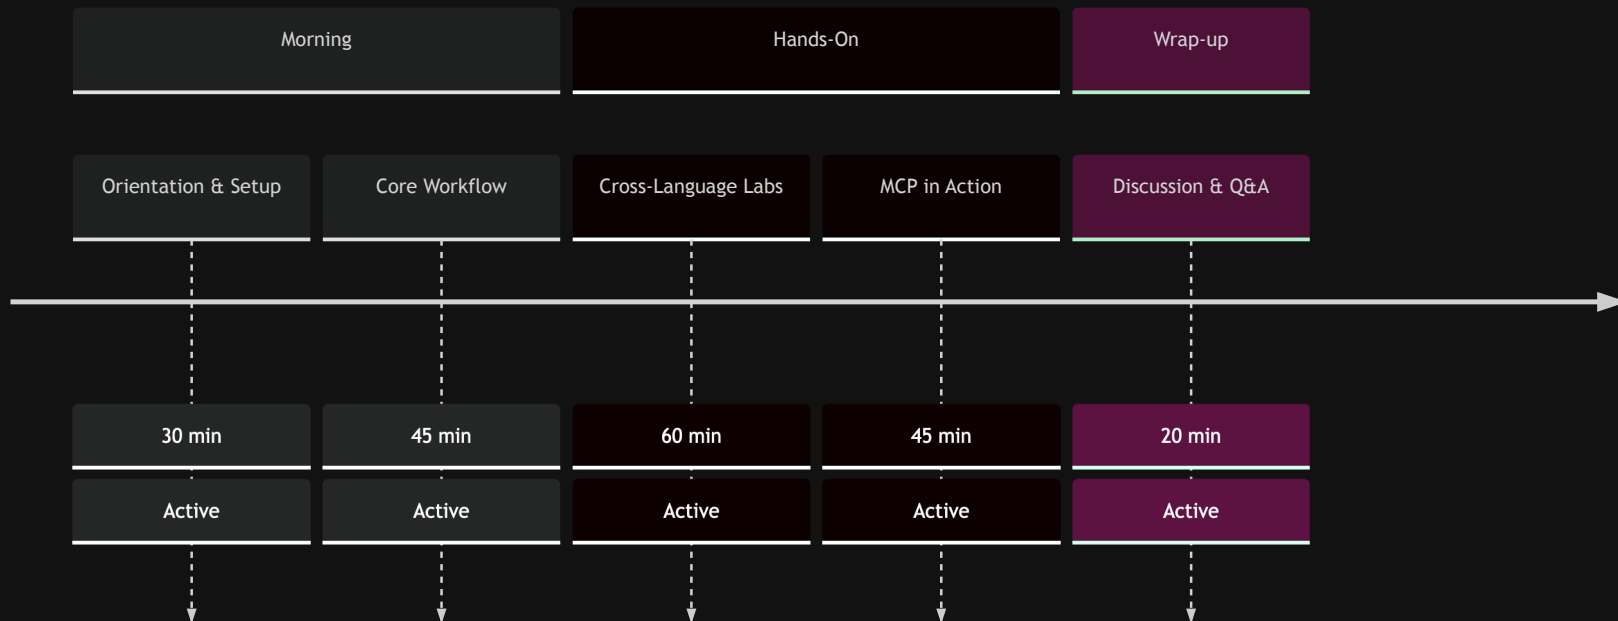 Morning
Hands-On
Wrap-up
Orientation & Setup
Core Workflow
Cross-Language Labs
MCP in Action
Discussion & Q&A
30 min
45 min
60 min
45 min
20 min
Active
Active
Active
Active
Active